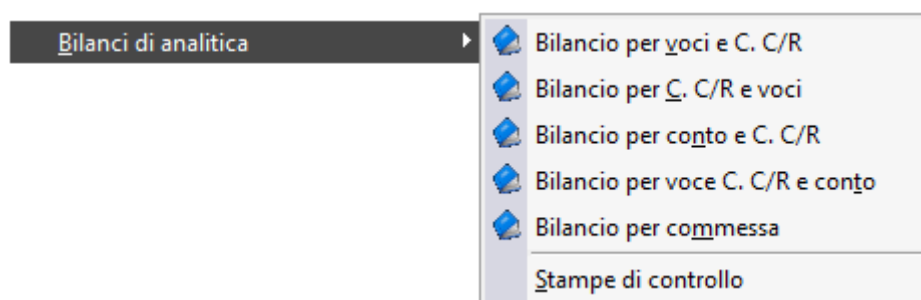 Bilanci di analitica
Bilancio per voci e C. C/R
Bilancio per C. C/R e voci
Bilancio per conto e C. C/R
Bilancio per voce C. C/R e conto
Bilancio per commessa
Stampe di controllo